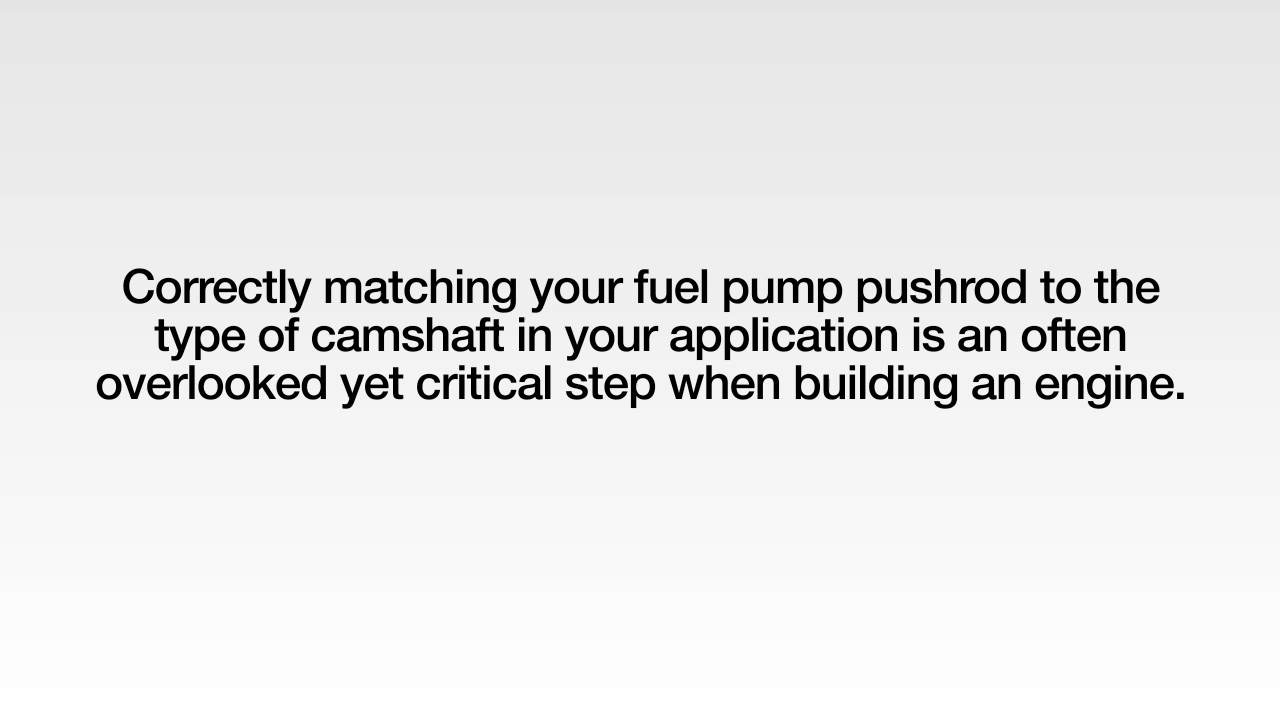 Correctly matching your fuel pump pushrod to the
type of camshaft in your application is an often
overlooked yet critical step when building an engine.